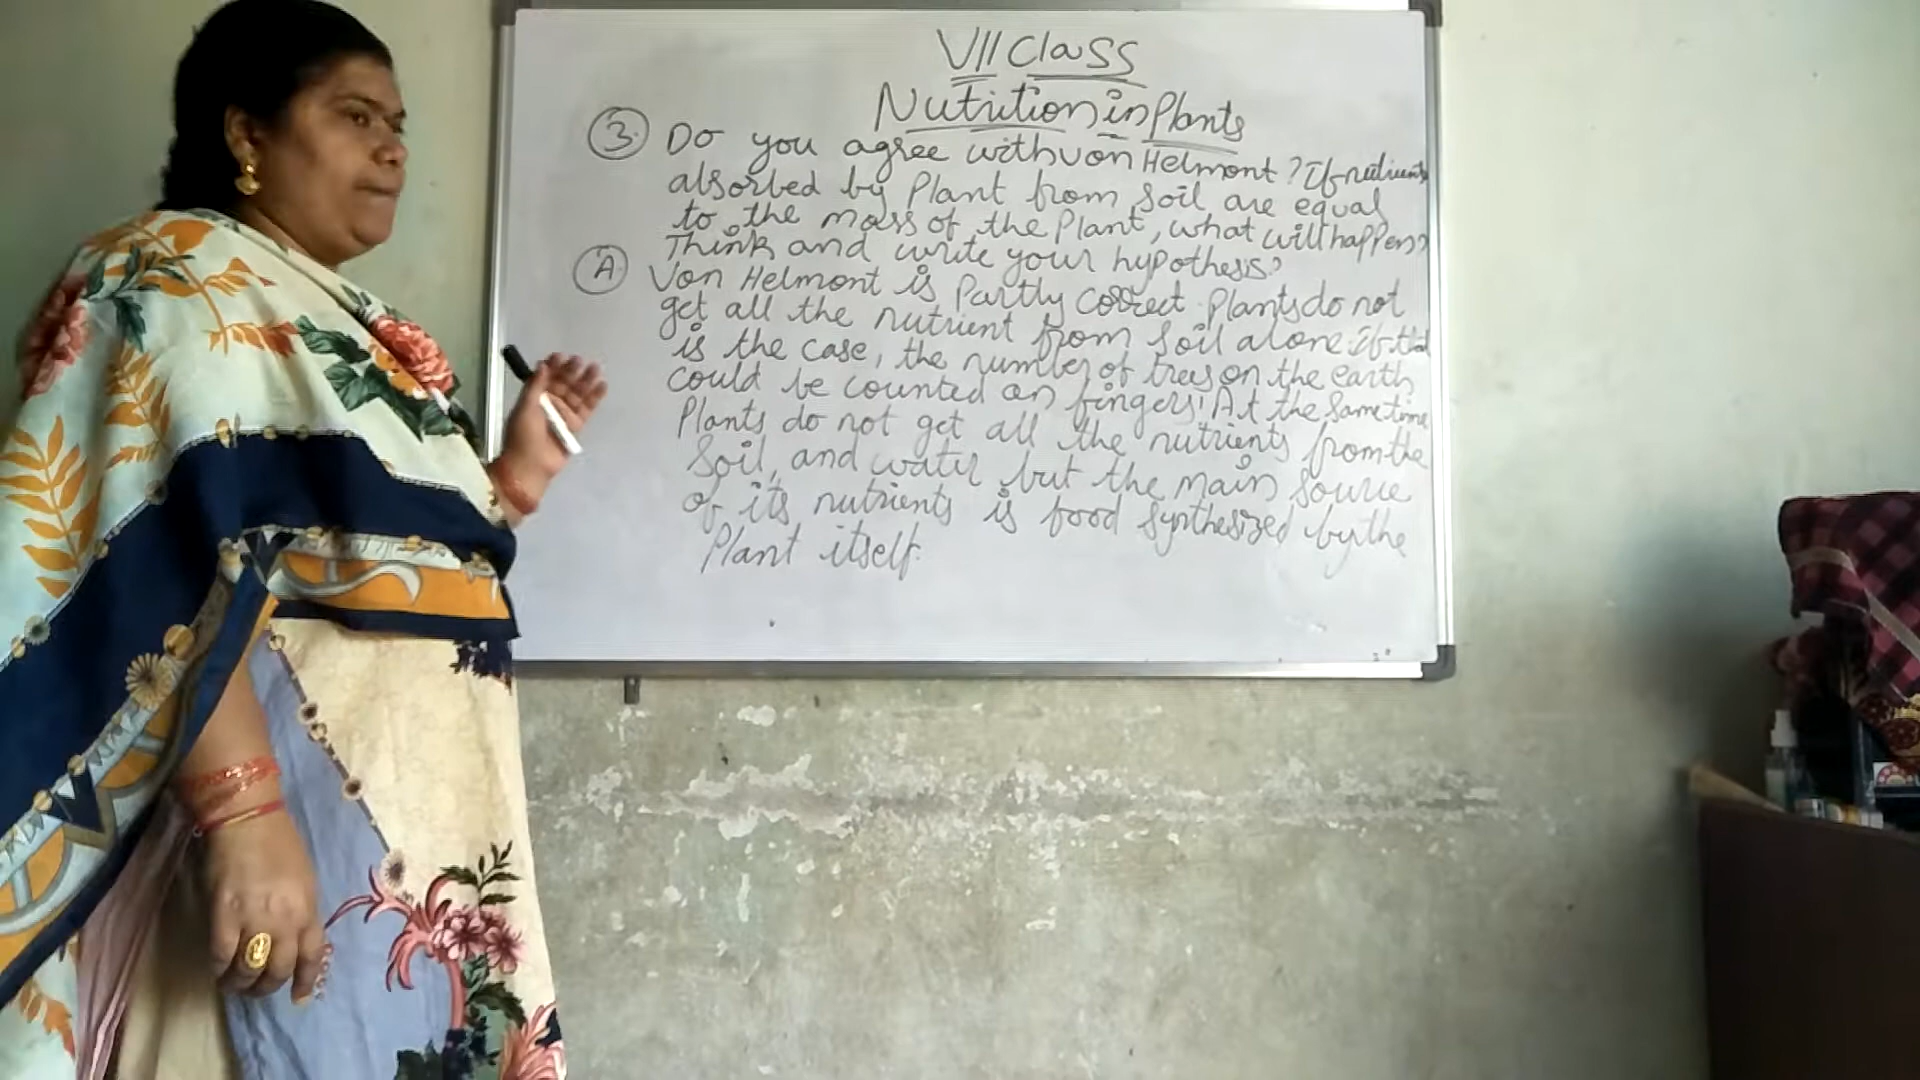 VII Class
Nutrition in Plants
3. Do you agree with von Helmont? If nutrients
absorbed by Plant from Soil are equal
to the mass of the Plant, what will happen?
Think and write your hypothesis?
A Von Helmont is Partly correct. Plants do not
get all the nutrient from Soil alone. If that
is the case, the number of trees on the earth
could be counted on fingers! At the Same time
Plants do not get all the nutrients from the
Soil, and water but the main Source
of its nutrients is food Synthesized by the
Plant itself.